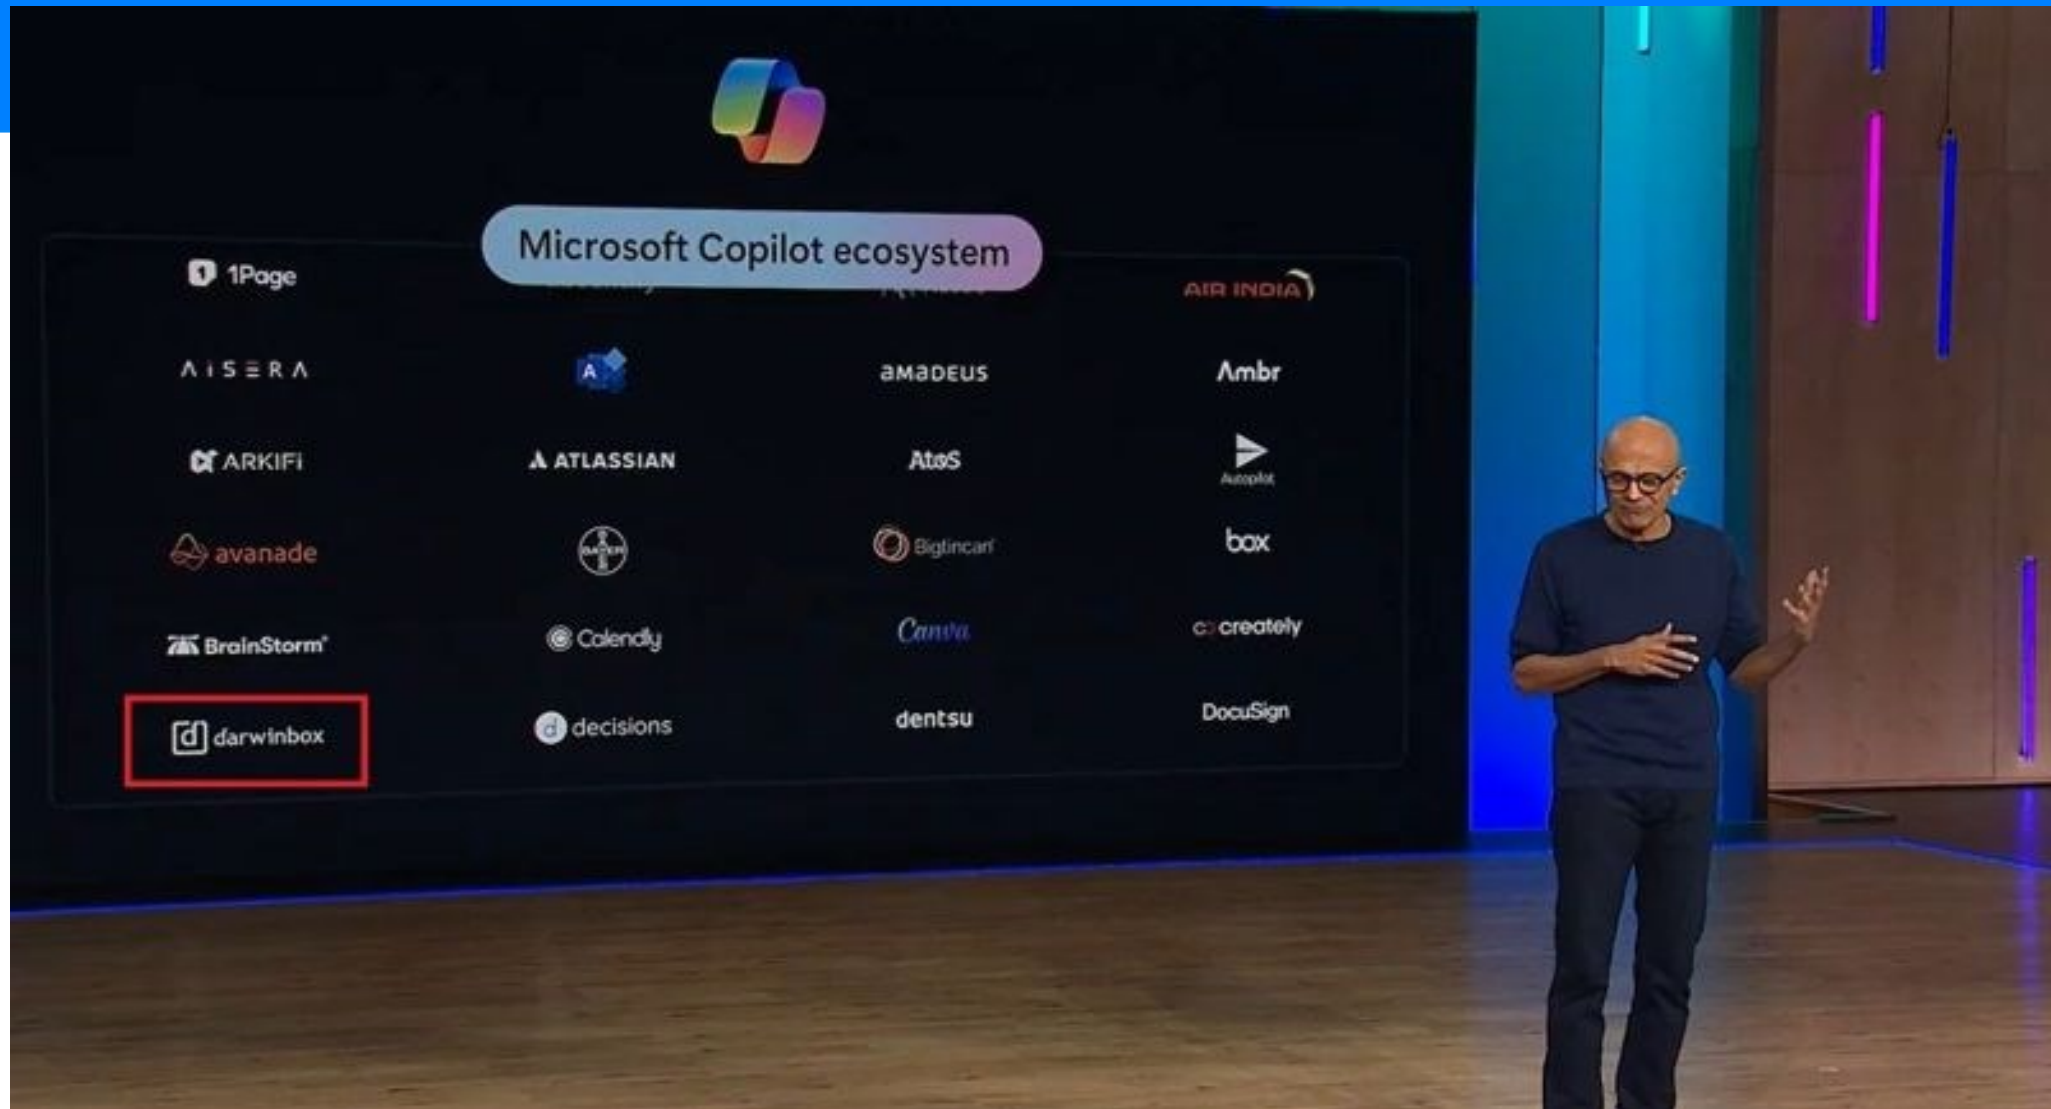 Microsoft Copilot ecosystem
1Page
AIR INDIA
AISERA
A
aMaDEUS
Ambr
ARKIFi
ATLASSIAN
Atos
Autopilot
avanade
BAYER
Bigtincan
box
BrainStorm
Calendly
Canva
creately
darwinbox
d decisions
dentsu
DocuSign